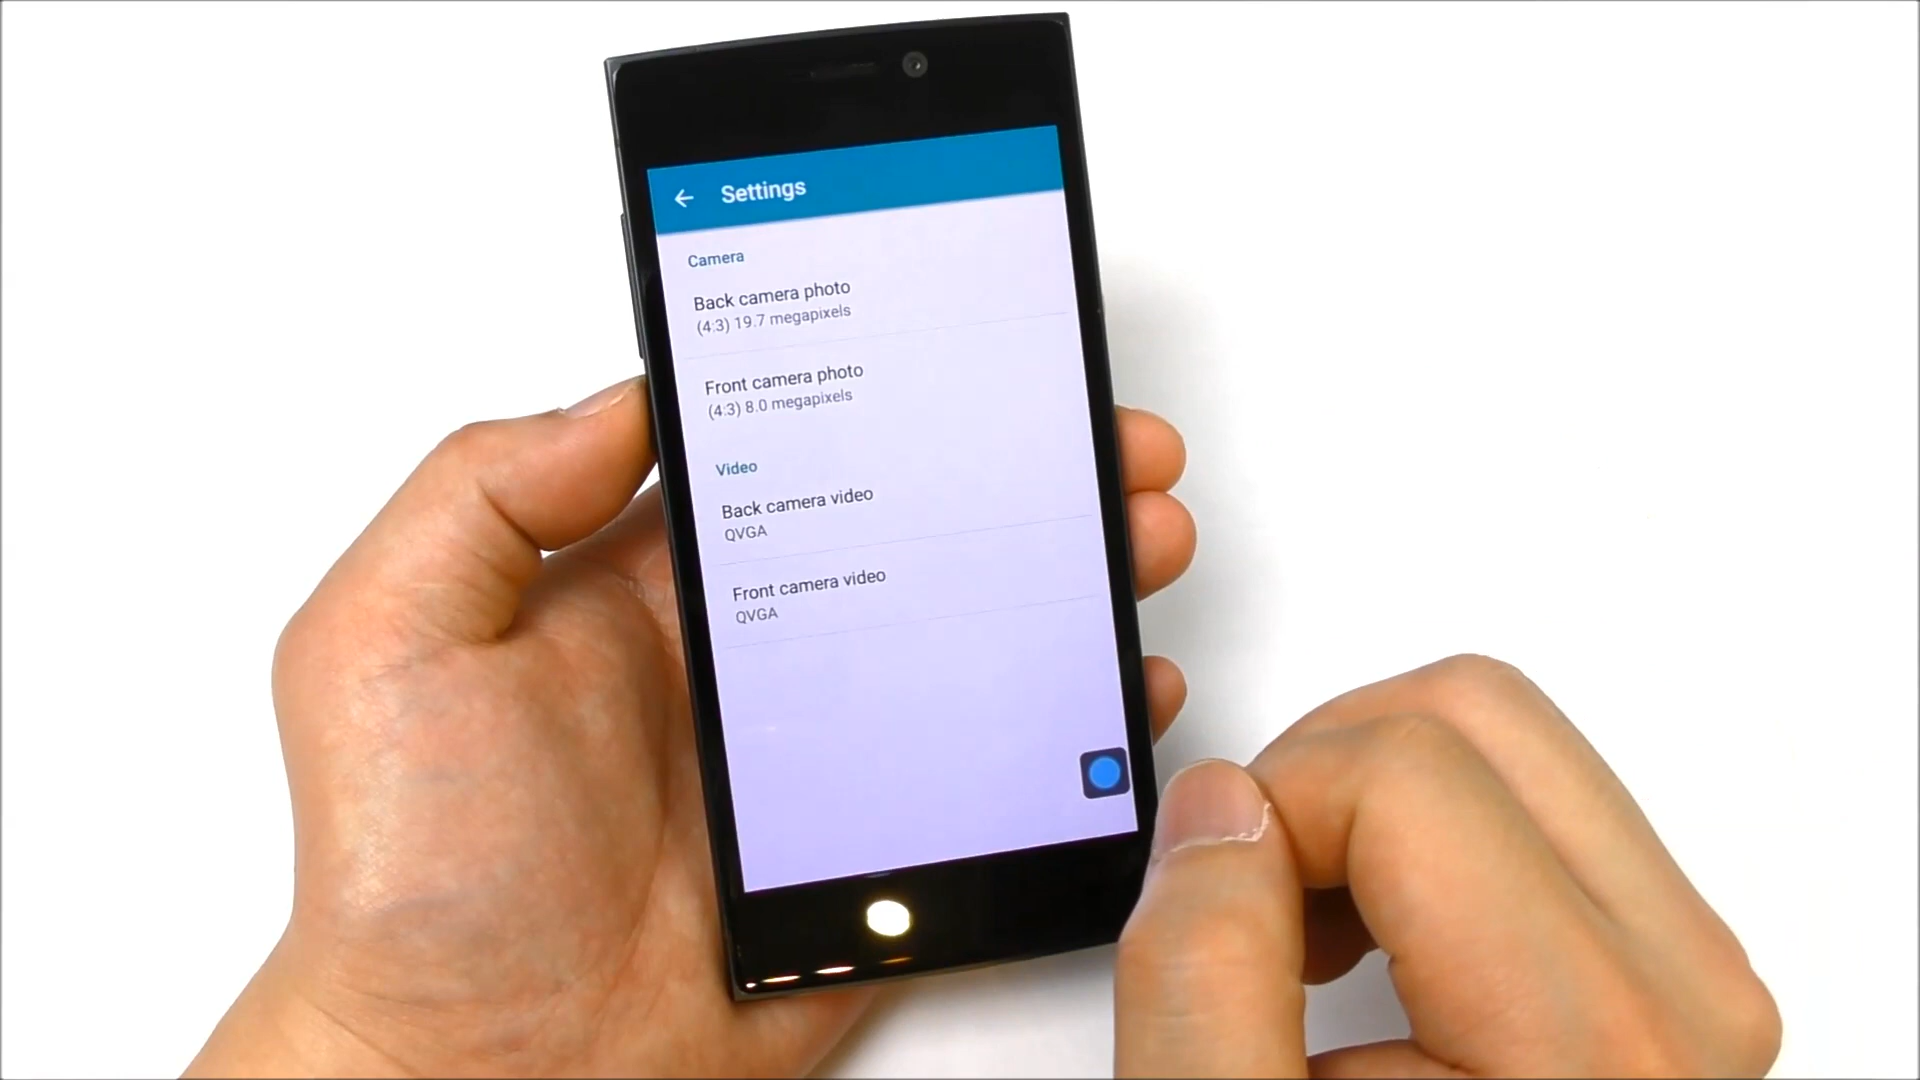 Settings
Camera
Back camera photo
(4:3) 19.7 megapixels
Front camera photo
(4:3) 8.0 megapixels
Video
Back camera video
QVGA
Front camera video
QVGA